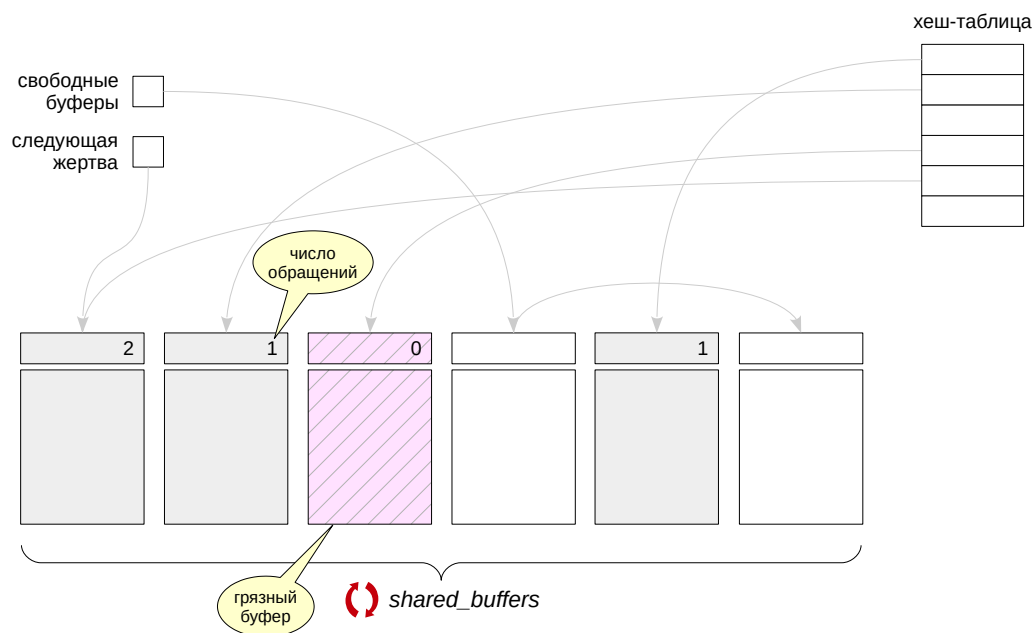 хеш-таблица
свободные
буферы
следующая
жертва
число
обращений
2
1
0
1
грязный
буфер
shared_buffers